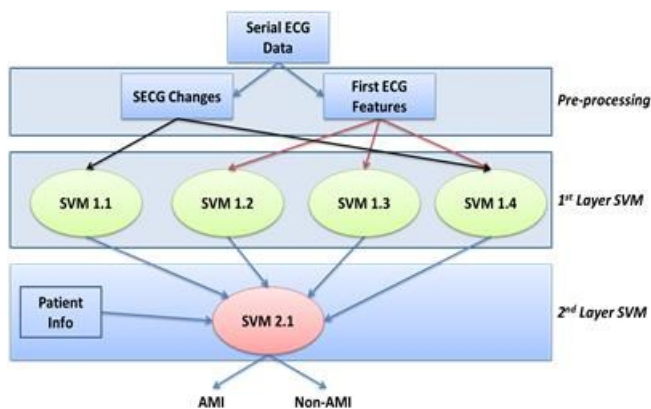 Serial ECG
Data
SECG Changes
First ECG
Features
Pre-processing
SVM 1.1
SVM 1.2
SVM 1.3
SVM 1.4
1st Layer SVM
Patient
Info
SVM 2.1
2nd Layer SVM
AMI
Non-AMI